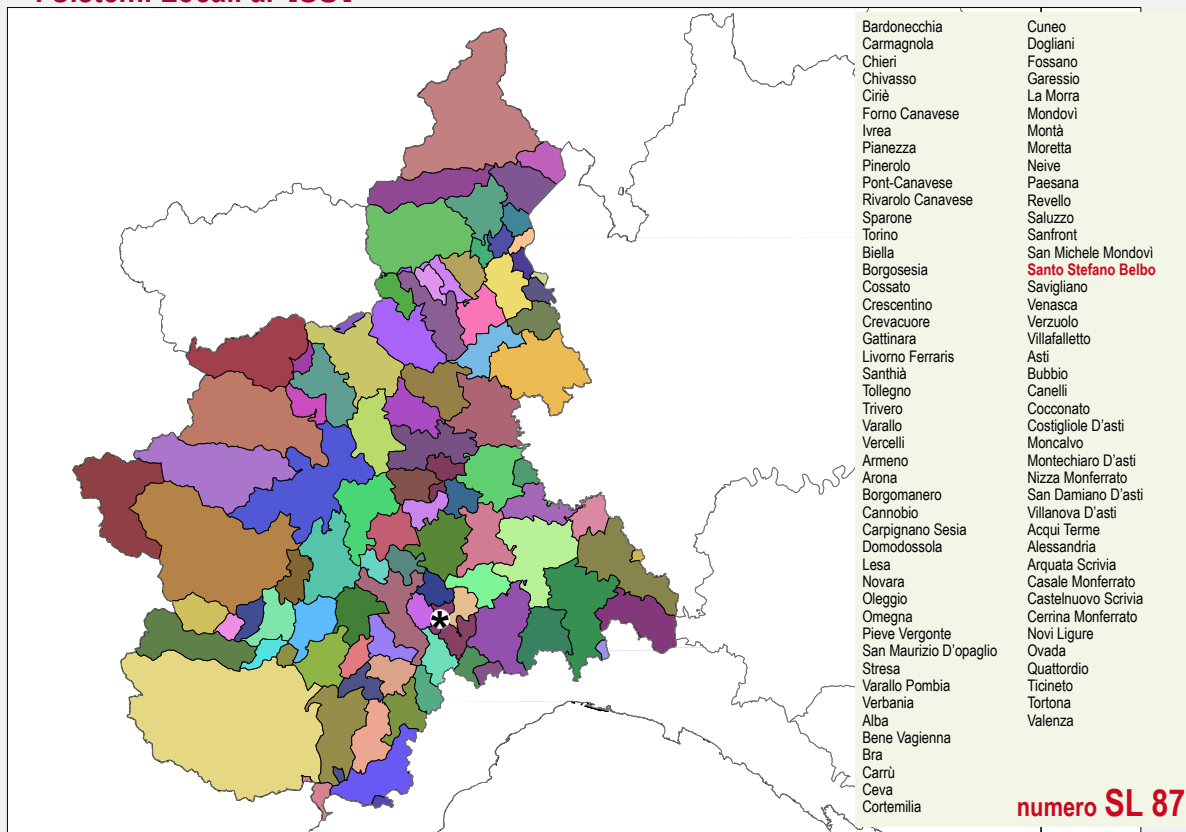 Bardonecchia
Carmagnola
Chieri
Chivasso
Ciriè
Forno Canavese
Ivrea
Pianezza
Pinerolo
Pont-Canavese
Rivarolo Canavese
Sparone
Torino
Biella
Borgosesia
Cossato
Crescentino
Crevacuore
Gattinara
Livorno Ferraris
Santhià
Tollegno
Trivero
Varallo
Vercelli
Armeno
Arona
Borgomanero
Cannobio
Carpignano Sesia
Domodossola
Lesa
Novara
Oleggio
Omegna
Pieve Vergonte
San Maurizio D'opaglio
Stresa
Varallo Pombia
Verbania
Alba
Bene Vagienna
Bra
Carrù
Ceva
Cortemilia
Cuneo
Dogliani
Fossano
Garessio
La Morra
Mondovì
Montà
Moretta
Neive
Paesana
Revello
Saluzzo
Sanfront
San Michele Mondovì
Santo Stefano Belbo
Savigliano
Venasca
Verzuolo
Villafalletto
Asti
Bubbio
Canelli
Cocconato
Costigliole D'asti
Moncalvo
Montechiaro D'asti
Nizza Monferrato
San Damiano D'asti
Villanova D'asti
Acqui Terme
Alessandria
Arquata Scrivia
Casale Monferrato
Castelnuovo Scrivia
Cerrina Monferrato
Novi Ligure
Ovada
Quattordio
Ticineto
Tortona
Valenza
*
numero SL 87